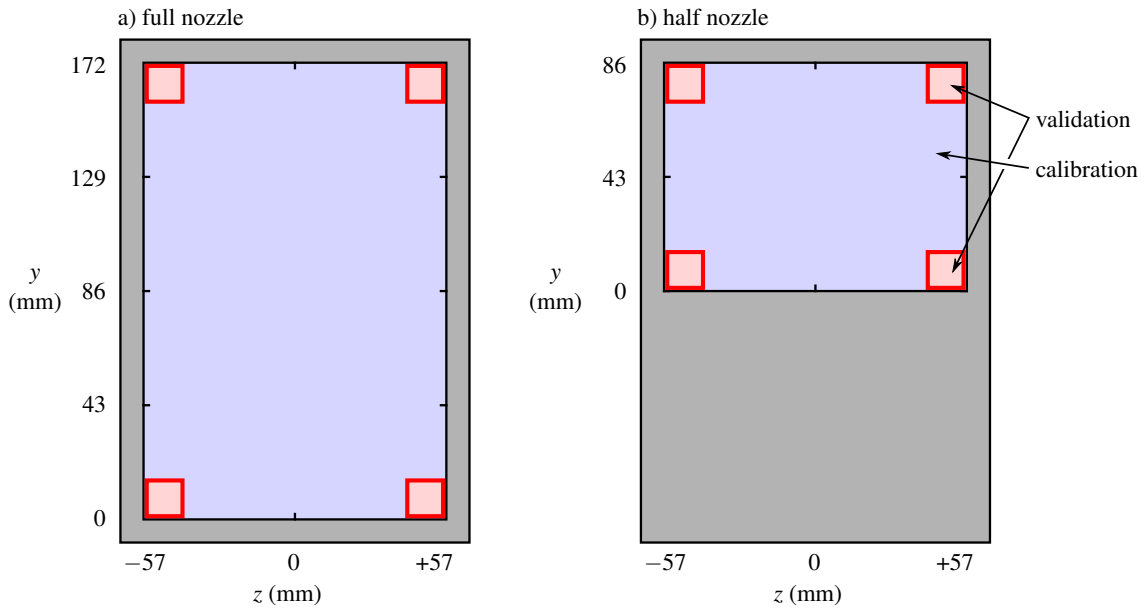 a) full nozzle
172
129
86
43
0
y
(mm)
−57
0
+57
z (mm)
b) half nozzle
86
43
0
y
(mm)
−57
0
+57
z (mm)
validation
calibration